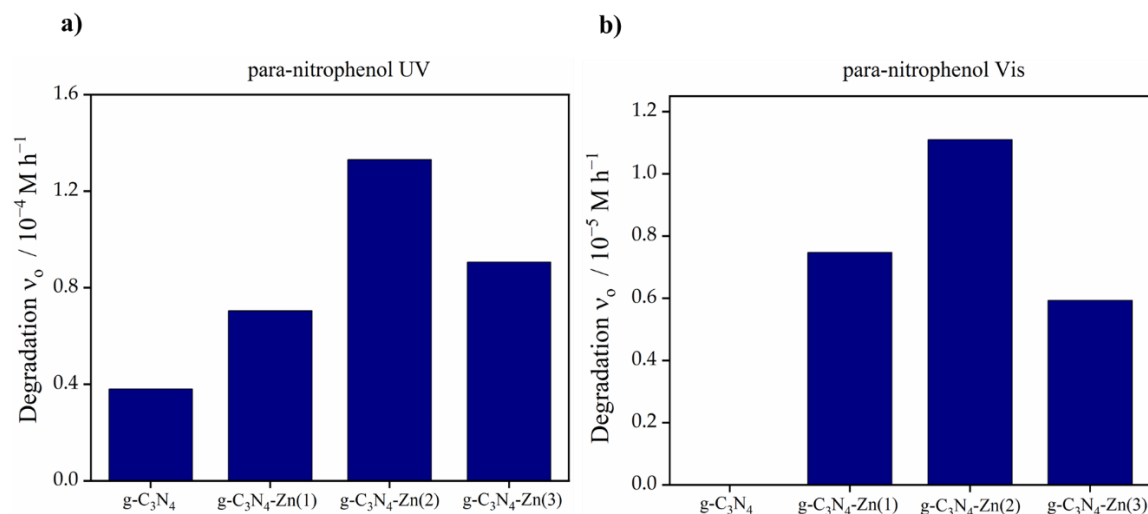 a)
para-nitrophenol UV
Degradation ν₀ / 10⁻⁴ M h⁻¹
1.6
1.2
0.8
0.4
0.0
g-C₃N₄
g-C₃N₄-Zn(1)
g-C₃N₄-Zn(2)
g-C₃N₄-Zn(3)
b)
para-nitrophenol Vis
Degradation ν₀ / 10⁻⁵ M h⁻¹
1.2
1.0
0.8
0.6
0.4
0.2
0.0
g-C₃N₄
g-C₃N₄-Zn(1)
g-C₃N₄-Zn(2)
g-C₃N₄-Zn(3)